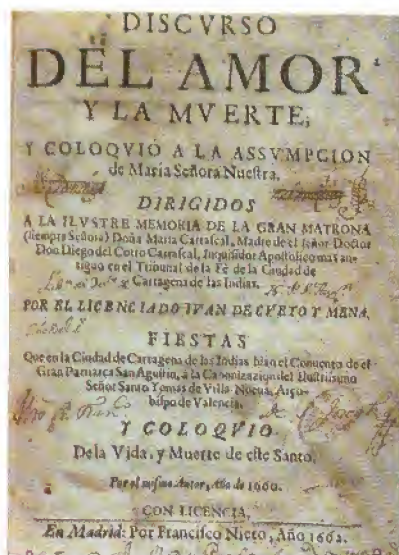 DISCVRSO
DEL AMOR
Y LA MVERTE,
Y COLOQVIO A LA ASSVMPCION
de Maria Señora Nueſtra.
DIRIGIDOS
A LA ILVSTRE MEMORIA DE LA GRAN MATRONA
(ſiempre Señora) Doña Maria Carraſcal, Madre de el ſeñor Doctor
Don Diego del Corro Carraſcal, Inquiſidor Apoſtolico mas an-
tiguo en el Tribunal de la Fè de la Ciudad de
Cartagena de las Indias.
POR EL LICENCIADO IVAN DE CVETO Y MENA.
FIESTAS
Que en la Ciudad de Cartagena de las Indias hizo el Conuento de el
Gran Patriarca San Aguſtin, a la Canonizacion del Iluſtriſsimo
Señor Santo Tomas de Villa-Nueua, Arço-
biſpo de Valencia.
Y COLOQVIO
De la Vida, y Muerte de eſte Santo,
Por el miſmo Autor, Año de 1660.
CON LICENCIA,
En Madrid: Por Franciſco Nieto, Año 1662.